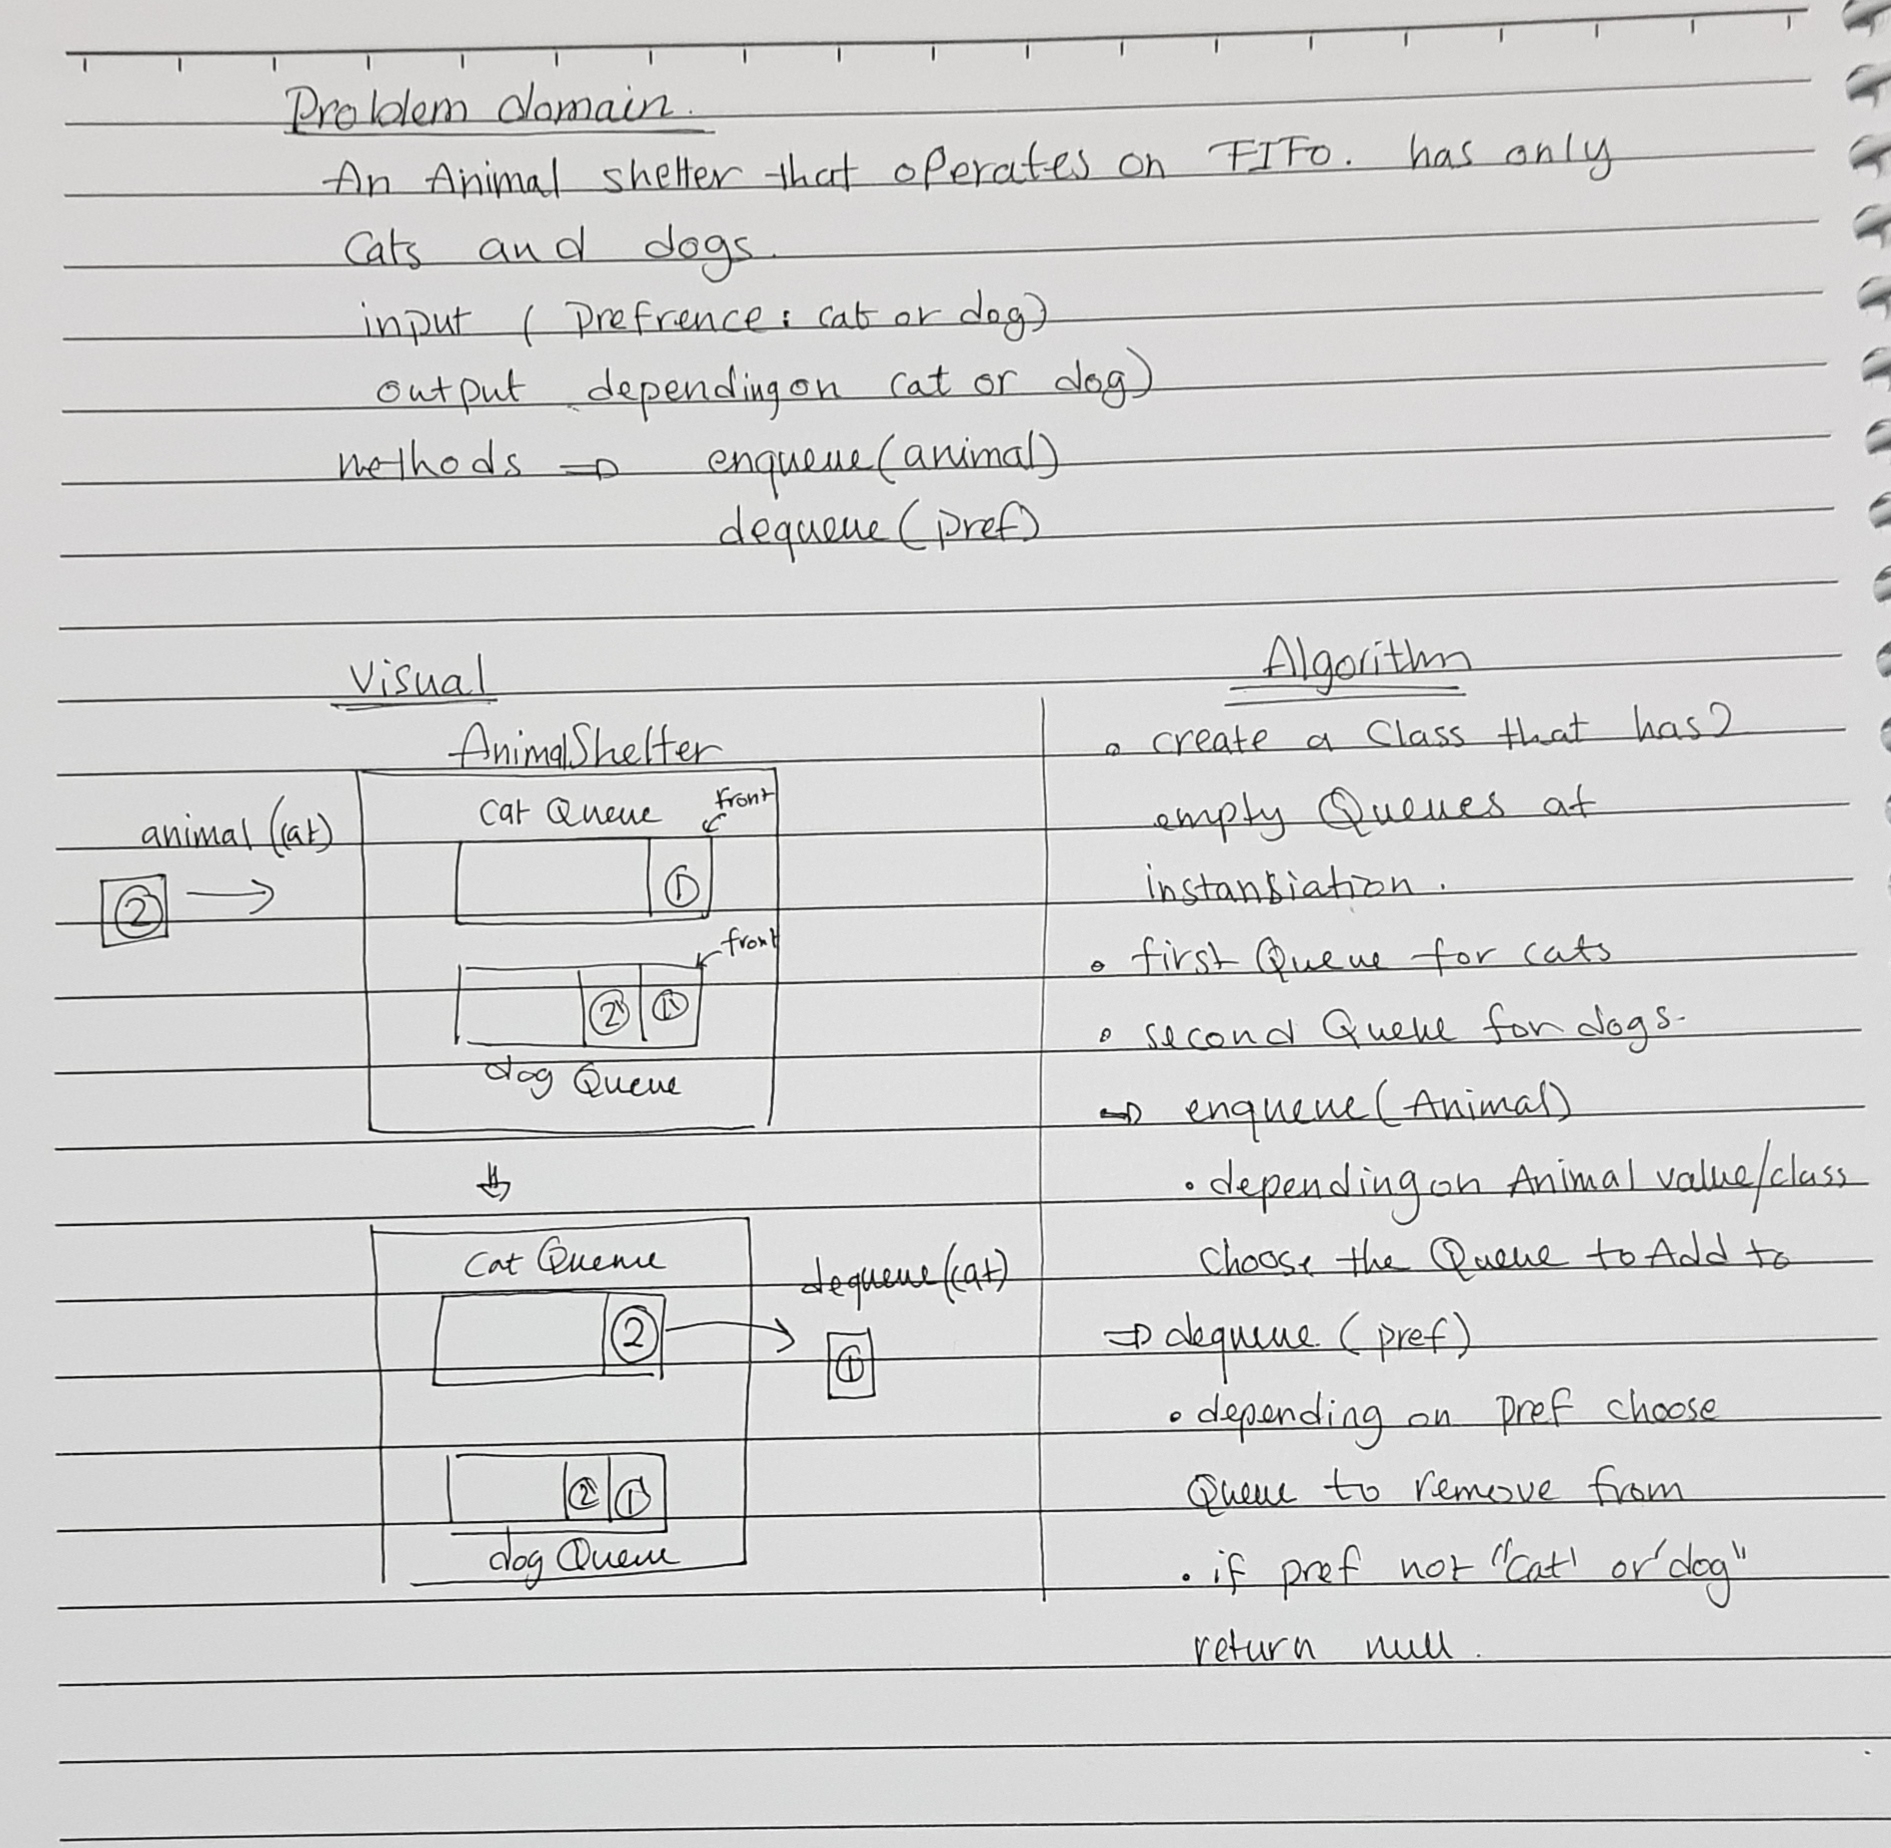 Problem domain.
An Animal shelter that operates on FIFO. has only
Cats and dogs.
input ( Prefrence: cat or dog)
output depending on cat or dog)
methods ⇒ enqueue(animal)
dequeue(pref)
Visual
AnimalShelter
Cat Queue
front
animal (cat)
② →
①
front
② ①
dog Queue
Cat Queue
dequeue(cat)
②
①
② ①
dog Queue
Algorithm
• create a Class that has 2
empty Queues at
instansiation.
• first Queue for cats
• second Queue for dogs.
⇒ enqueue(Animal)
• depending on Animal value/class
Choose the Queue to Add to
⇒ dequeue (pref)
• depending on pref choose
Queue to remove from
• if pref not "Cat" or "dog"
return null.